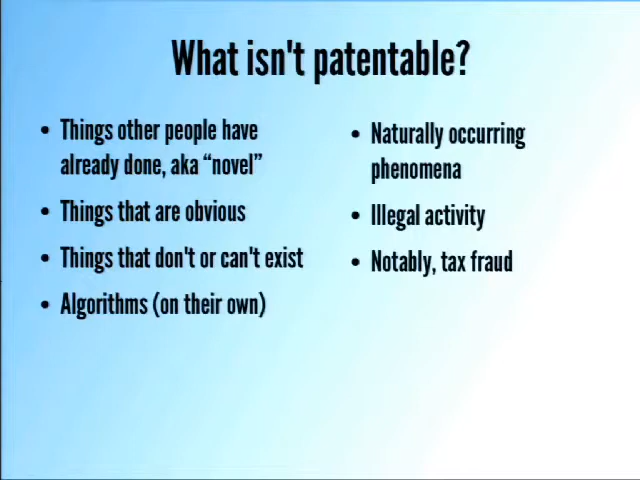 What isn't patentable?
• Things other people have
already done, aka “novel”
• Things that are obvious
• Things that don't or can't exist
• Algorithms (on their own)
• Naturally occurring
phenomena
• Illegal activity
• Notably, tax fraud